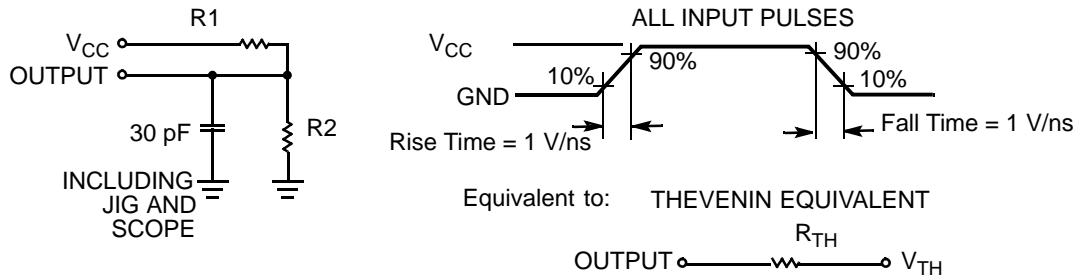 R1
VCC
OUTPUT
30 pF
R2
INCLUDING
JIG AND
SCOPE
ALL INPUT PULSES
VCC
GND
10%
90%
90%
10%
Rise Time = 1 V/ns
Fall Time = 1 V/ns
Equivalent to: THEVENIN EQUIVALENT
RTH
OUTPUT
VTH